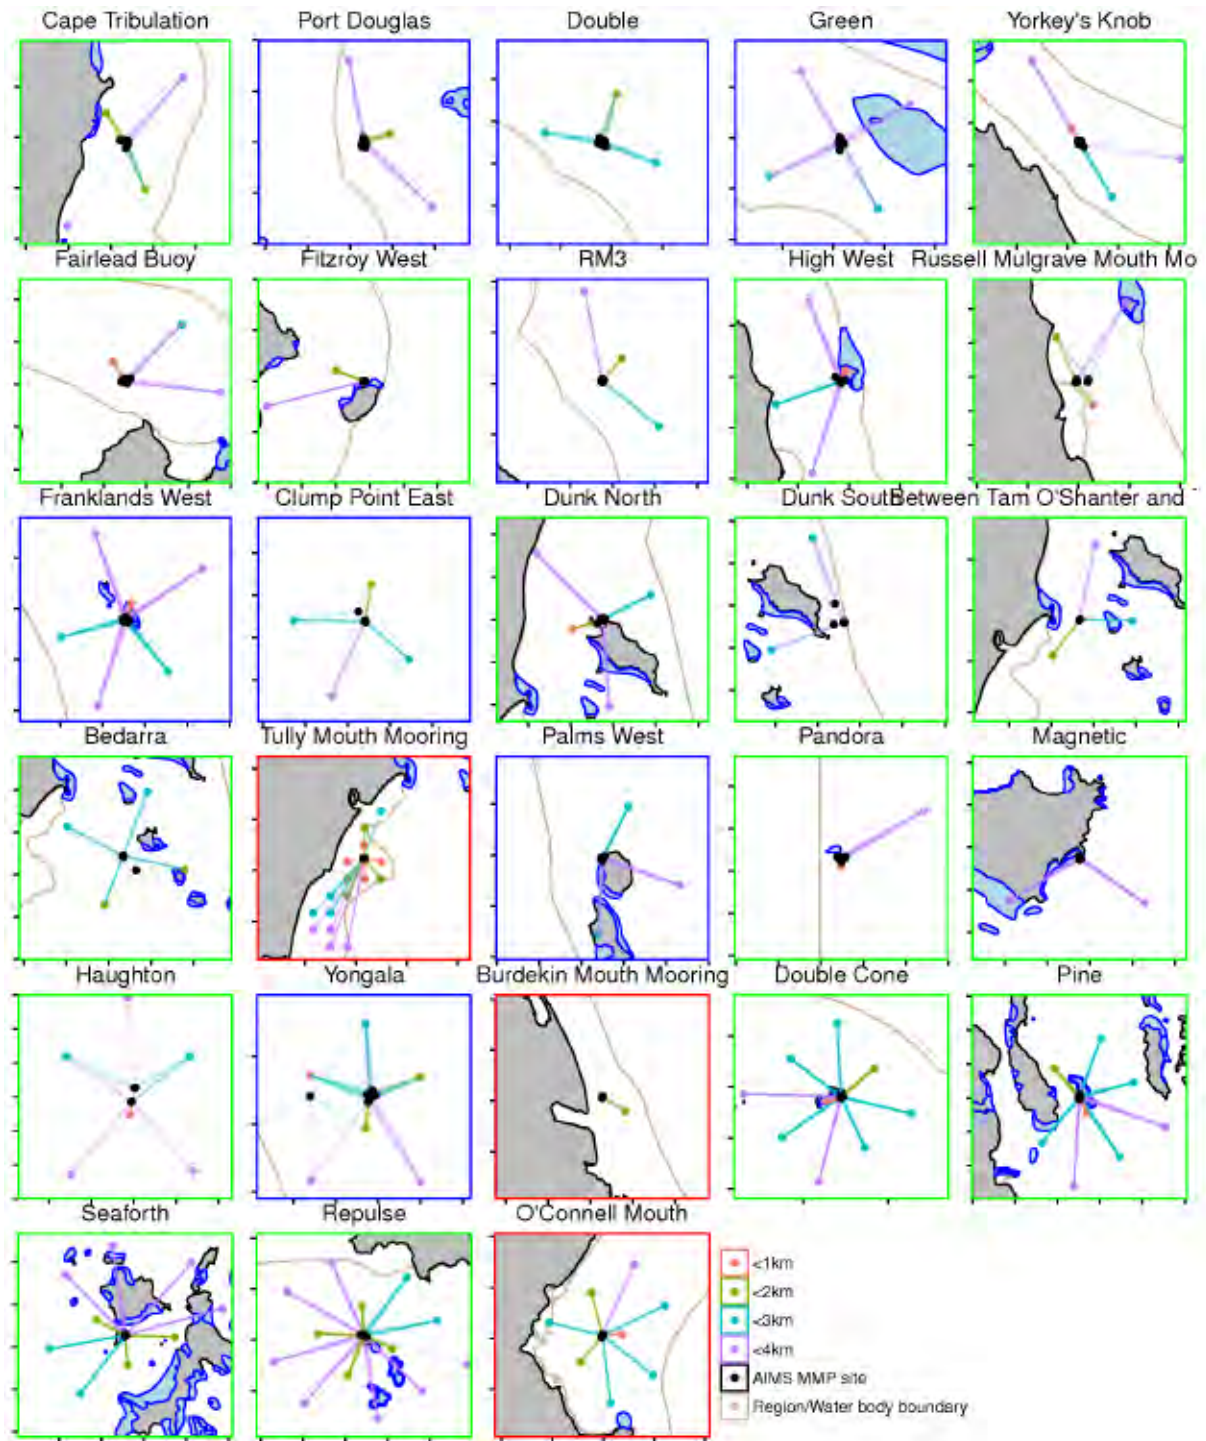 Cape Tribulation
Port Douglas
Double
Green
Yorkey's Knob
Fairlead Buoy
Fitzroy West
RM3
High West
Russell Mulgrave Mouth Mo
Franklands West
Clump Point East
Dunk North
Dunk South
Between Tam O'Shanter and
Bedarra
Tully Mouth Mooring
Palms West
Pandora
Magnetic
Haughton
Yongala
Burdekin Mouth Mooring
Double Cone
Pine
Seaforth
Repulse
O'Connell Mouth
<1km
<2km
<3km
<4km
AIMS MMP site
Region/Water body boundary